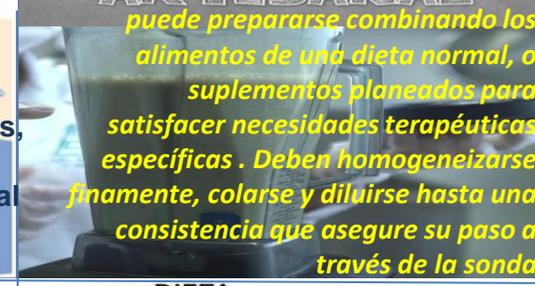 puede prepararse combinando los
alimentos de una dieta normal, o
suplementos planeados para
satisfacer necesidades terapéuticas
específicas . Deben homogeneizarse
finamente, colarse y diluirse hasta una
consistencia que asegure su paso a
través de la sonda